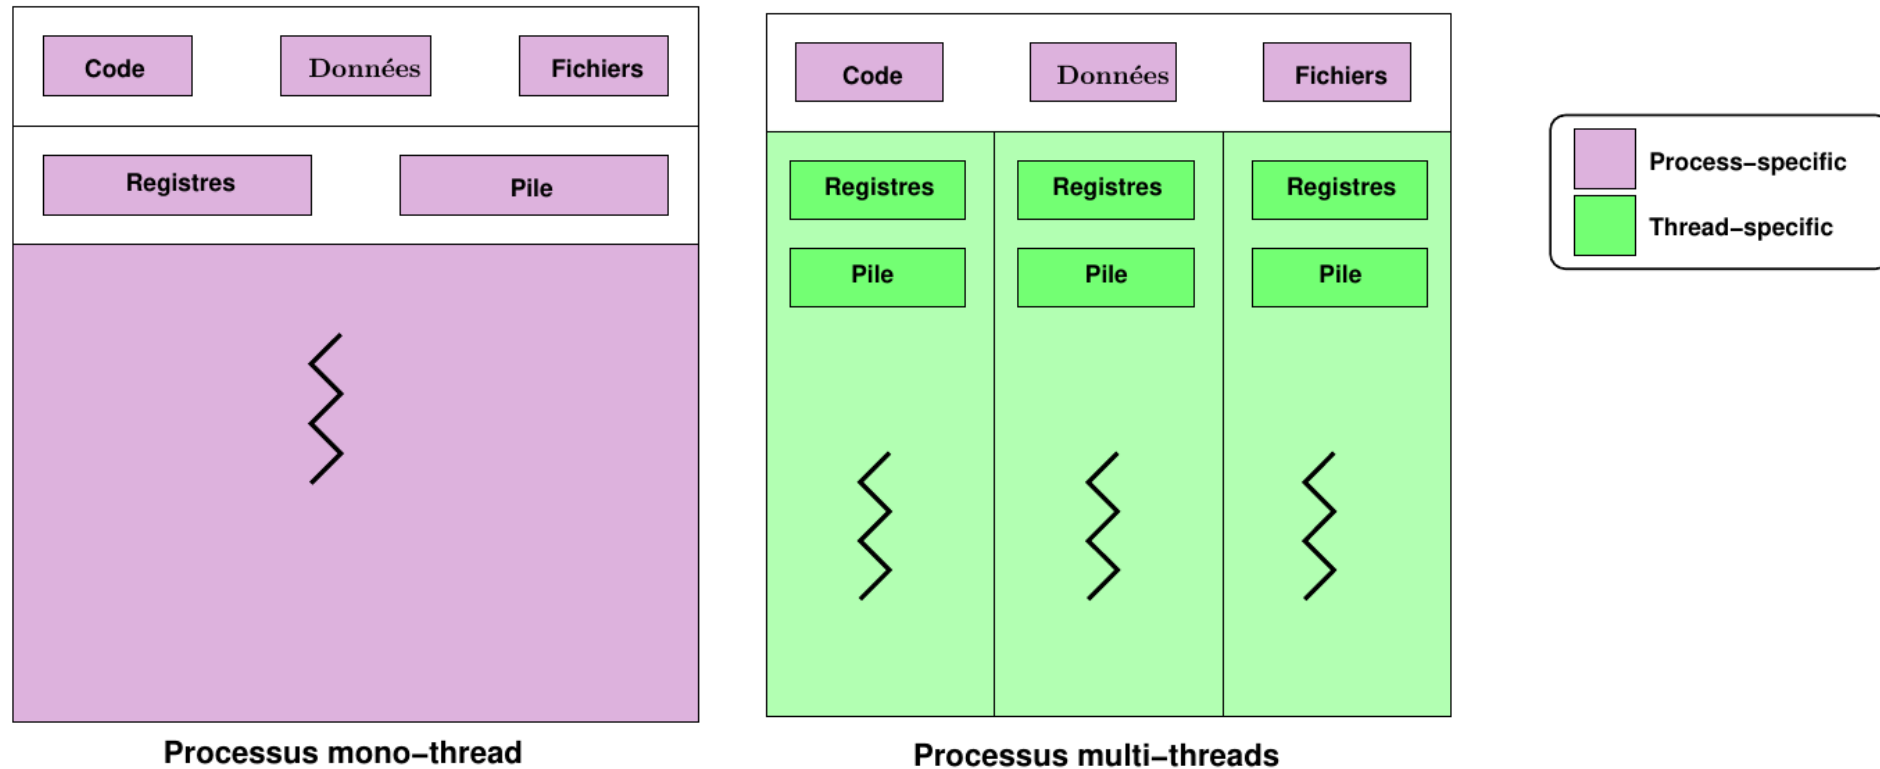 Code
Données
Fichiers
Registres
Pile
Processus mono-thread
Code
Données
Fichiers
Registres
Registres
Registres
Pile
Pile
Pile
Processus multi-threads
Process-specific
Thread-specific